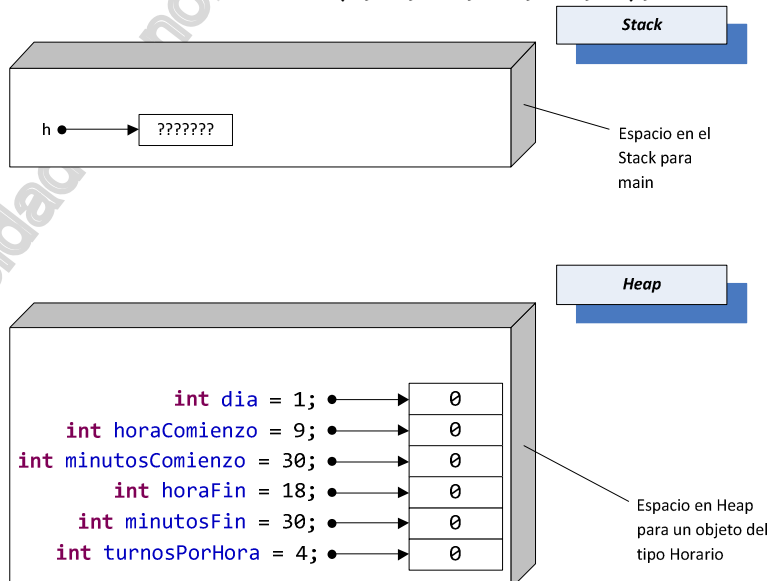 Stack
h
???????
Espacio en el
Stack para
main
Heap
int dia = 1;
0
int horaComienzo = 9;
0
int minutosComienzo = 30;
0
int horaFin = 18;
0
int minutosFin = 30;
0
int turnosPorHora = 4;
0
Espacio en Heap
para un objeto del
tipo Horario